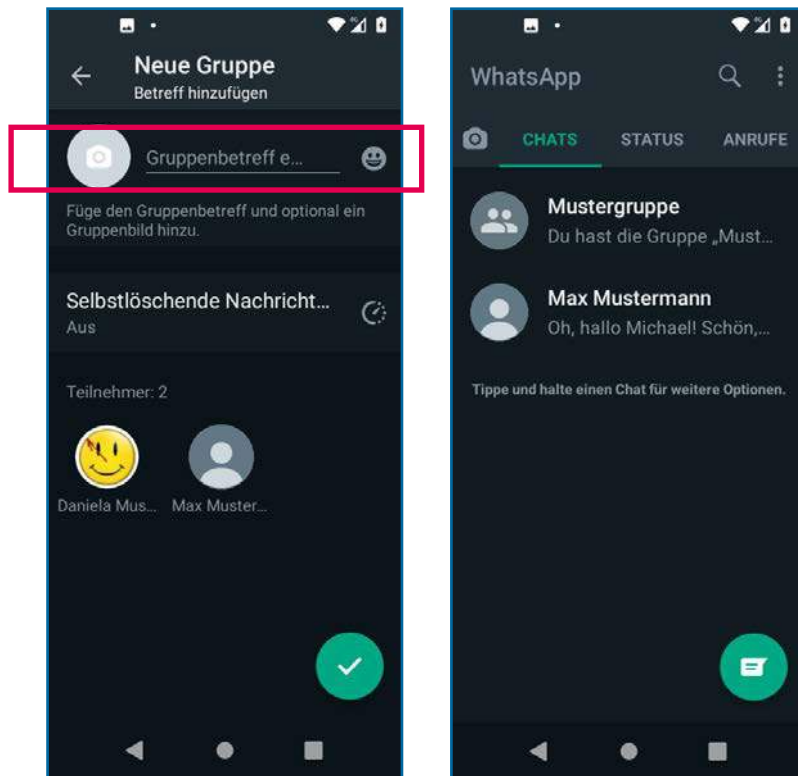 Neue Gruppe
Betreff hinzufügen
Gruppenbetreff e...
Füge den Gruppenbetreff und optional ein
Gruppenbild hinzu.
Selbstlöschende Nachricht...
Aus
Teilnehmer: 2
Daniela Mus...
Max Muster...
WhatsApp
CHATS
STATUS
ANRUFE
Mustergruppe
Du hast die Gruppe „Must...
Max Mustermann
Oh, hallo Michael! Schön,...
Tippe und halte einen Chat für weitere Optionen.